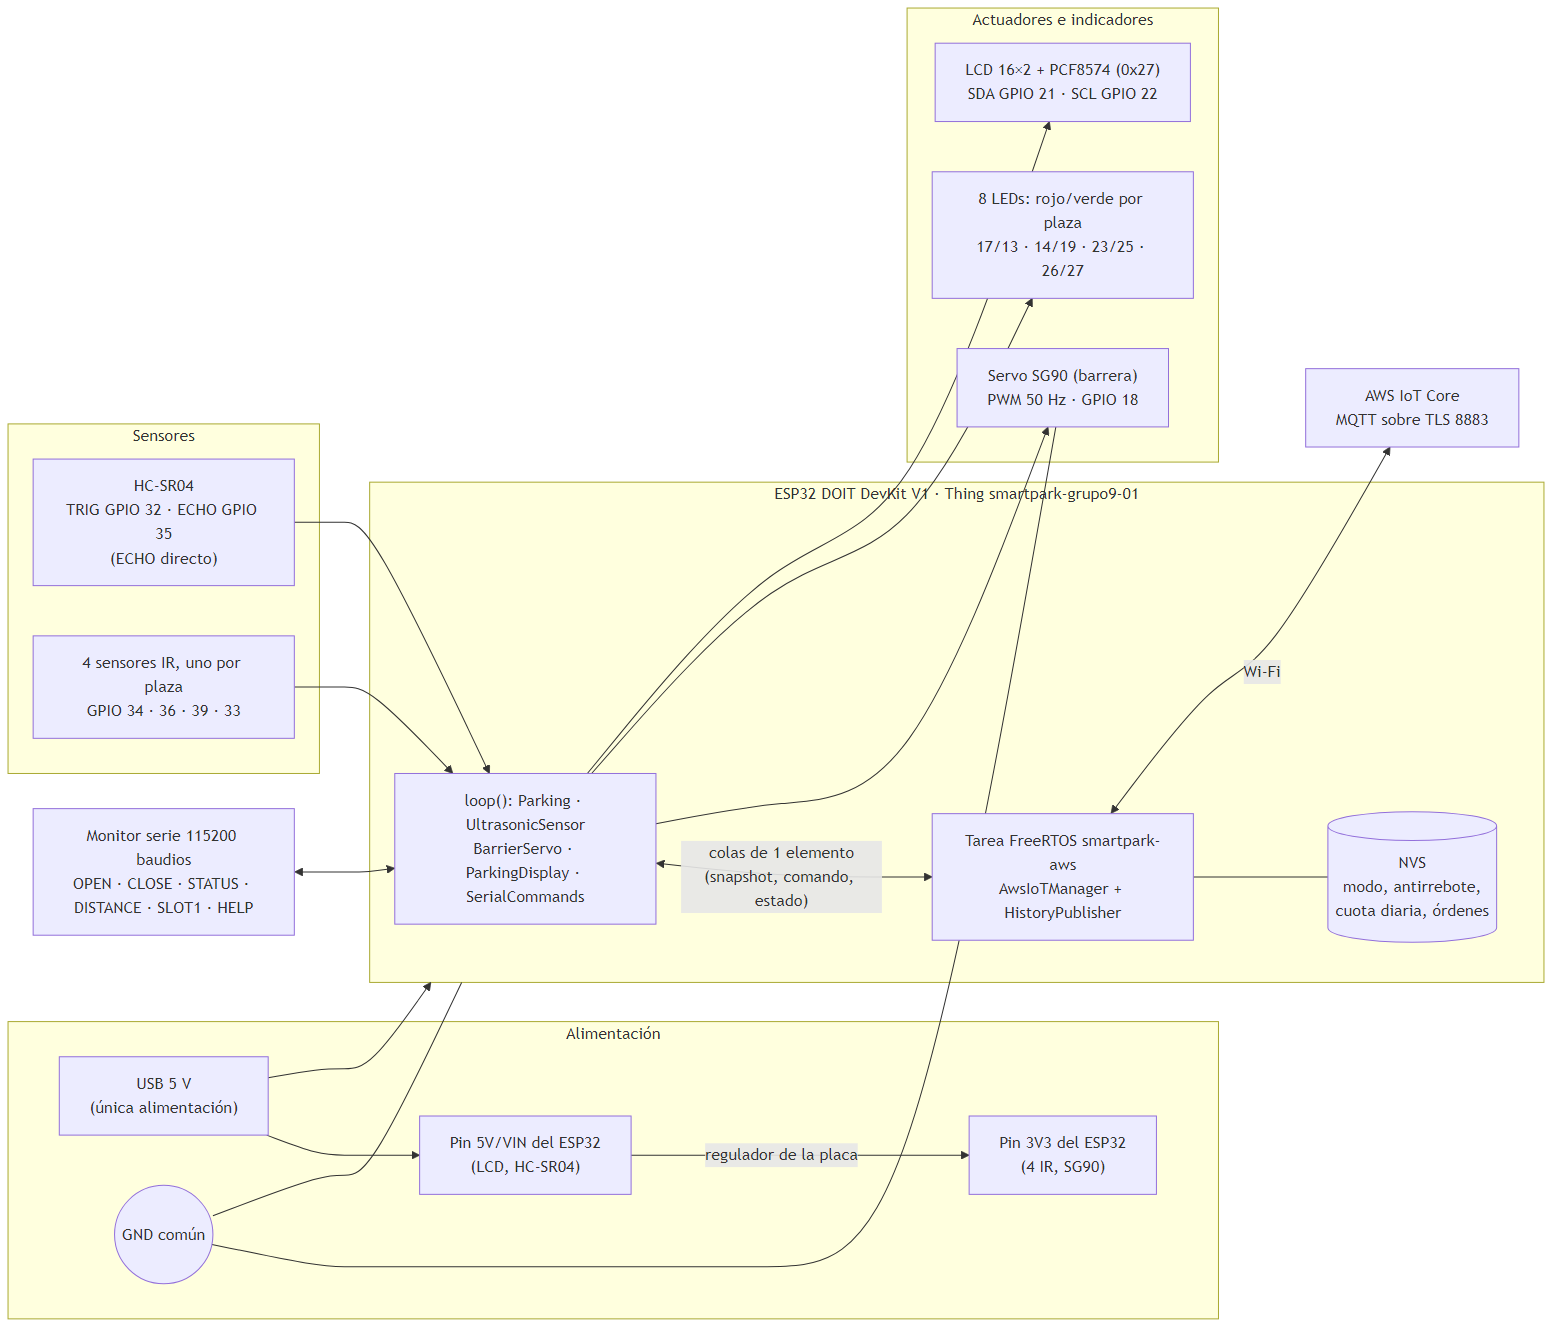 Actuadores e indicadores
LCD 16×2 + PCF8574 (0x27)
SDA GPIO 21 · SCL GPIO 22
8 LEDs: rojo/verde por
plaza
17/13 · 14/19 · 23/25 ·
26/27
Servo SG90 (barrera)
PWM 50 Hz · GPIO 18
AWS IoT Core
MQTT sobre TLS 8883
Sensores
HC-SR04
TRIG GPIO 32 · ECHO GPIO
35
(ECHO directo)
4 sensores IR, uno por
plaza
GPIO 34 · 36 · 39 · 33
ESP32 DOIT DevKit V1 · Thing smartpark-grupo9-01
Wi-Fi
Monitor serie 115200
baudios
OPEN · CLOSE · STATUS ·
DISTANCE · SLOT1 · HELP
loop(): Parking ·
UltrasonicSensor
BarrierServo ·
ParkingDisplay ·
SerialCommands
colas de 1 elemento
(snapshot, comando,
estado)
Tarea FreeRTOS smartpark-
aws
AwsIoTManager +
HistoryPublisher
NVS
modo, antirrebote,
cuota diaria, órdenes
Alimentación
USB 5 V
(única alimentación)
Pin 5V/VIN del ESP32
(LCD, HC-SR04)
regulador de la placa
Pin 3V3 del ESP32
(4 IR, SG90)
GND común